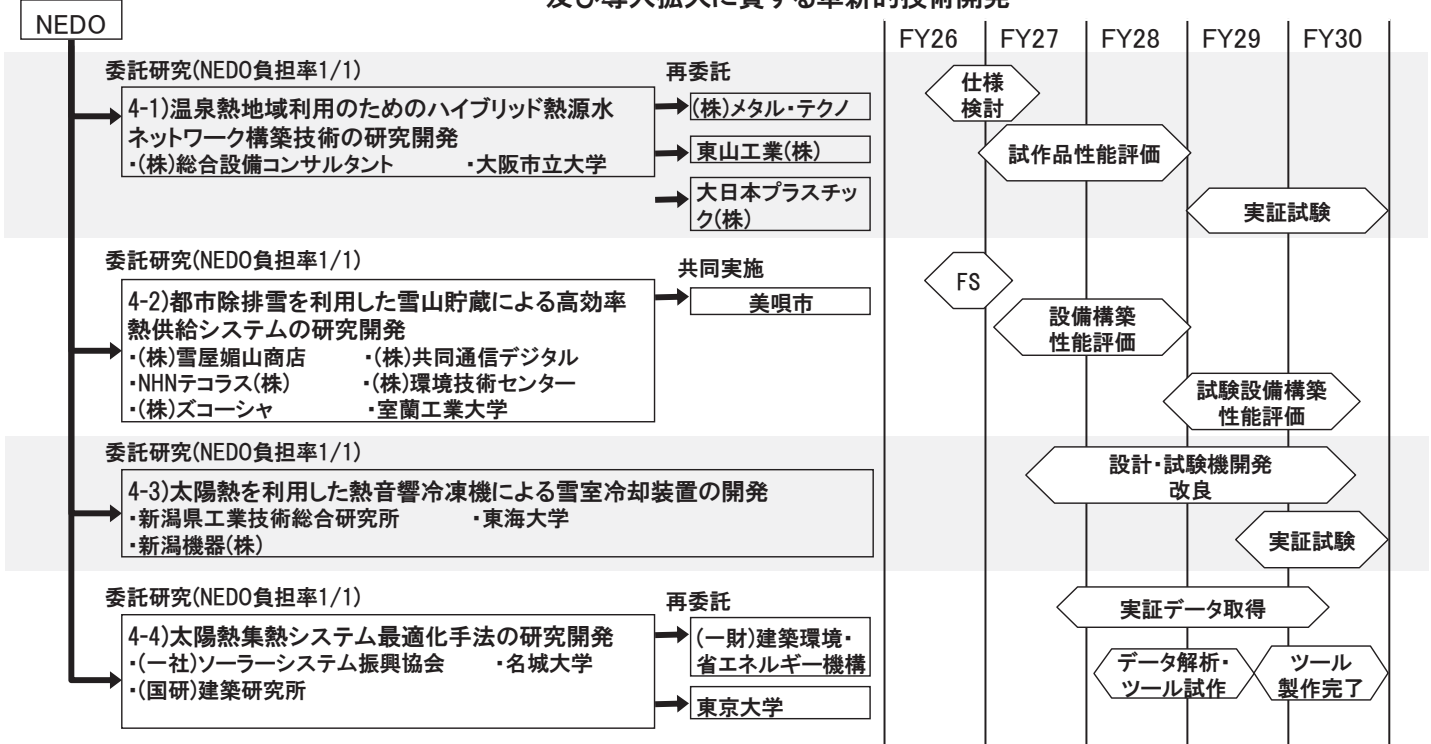 及び導入拡大に資する革新的技術開発
NEDO
FY26 FY27 FY28 FY29 FY30
委託研究(NEDO負担率1/1)
再委託
4-1)温泉熱地域利用のためのハイブリッド熱源水
ネットワーク構築技術の研究開発
・(株)総合設備コンサルタント ・大阪市立大学
(株)メタル・テクノ
東山工業(株)
大日本プラスチッ
ク(株)
仕様
検討
試作品性能評価
実証試験
委託研究(NEDO負担率1/1)
共同実施
4-2)都市除排雪を利用した雪山貯蔵による高効率
熱供給システムの研究開発
・(株)雪屋媚山商店 ・(株)共同通信デジタル
・NHNテコラス(株) ・(株)環境技術センター
・(株)ズコーシャ ・室蘭工業大学
美唄市
FS
設備構築
性能評価
試験設備構築
性能評価
委託研究(NEDO負担率1/1)
4-3)太陽熱を利用した熱音響冷凍機による雪室冷却装置の開発
・新潟県工業技術総合研究所 ・東海大学
・新潟機器(株)
設計・試験機開発
改良
実証試験
委託研究(NEDO負担率1/1)
再委託
4-4)太陽熱集熱システム最適化手法の研究開発
・(一社)ソーラーシステム振興協会 ・名城大学
・(国研)建築研究所
(一財)建築環境・
省エネルギー機構
東京大学
実証データ取得
データ解析・
ツール試作
ツール
製作完了